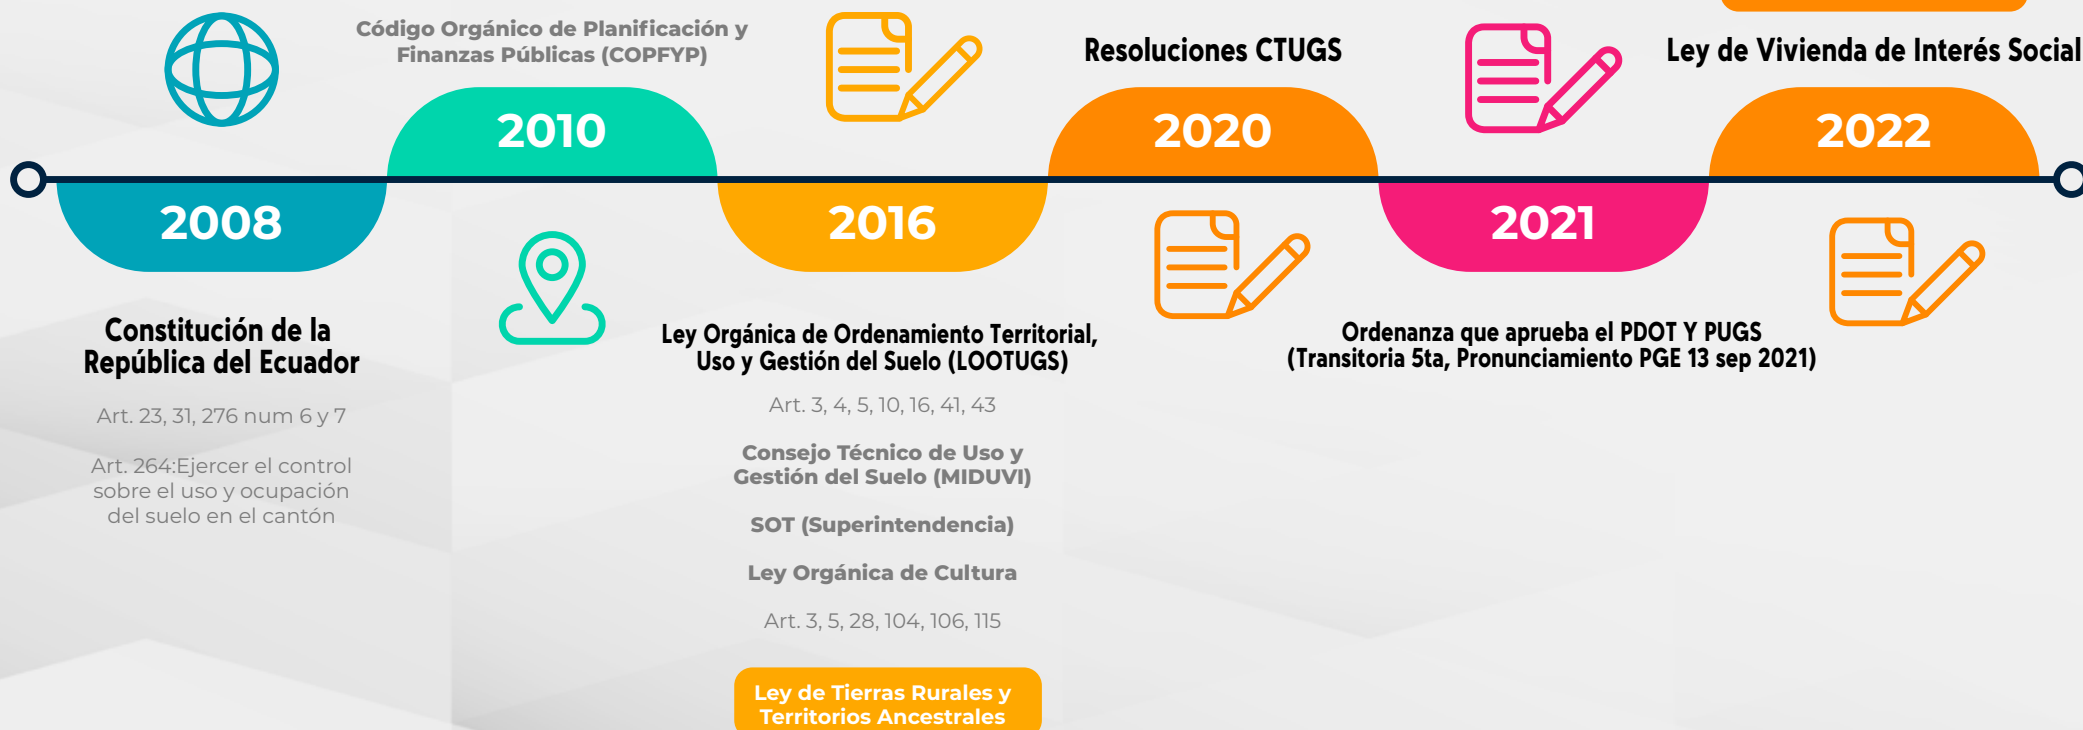 Código Orgánico de Planificación y
Finanzas Públicas (COPFYP)
Resoluciones CTUGS
Ley de Vivienda de Interés Social
2010
2020
2022
2008
2016
2021
Constitución de la
República del Ecuador
Art. 23, 31, 276 num 6 y 7
Art. 264:Ejercer el control
sobre el uso y ocupación
del suelo en el cantón
Ley Orgánica de Ordenamiento Territorial,
Uso y Gestión del Suelo (LOOTUGS)
Art. 3, 4, 5, 10, 16, 41, 43
Consejo Técnico de Uso y
Gestión del Suelo (MIDUVI)
SOT (Superintendencia)
Ley Orgánica de Cultura
Art. 3, 5, 28, 104, 106, 115
Ley de Tierras Rurales y
Territorios Ancestrales
Ordenanza que aprueba el PDOT Y PUGS
(Transitoria 5ta, Pronunciamiento PGE 13 sep 2021)